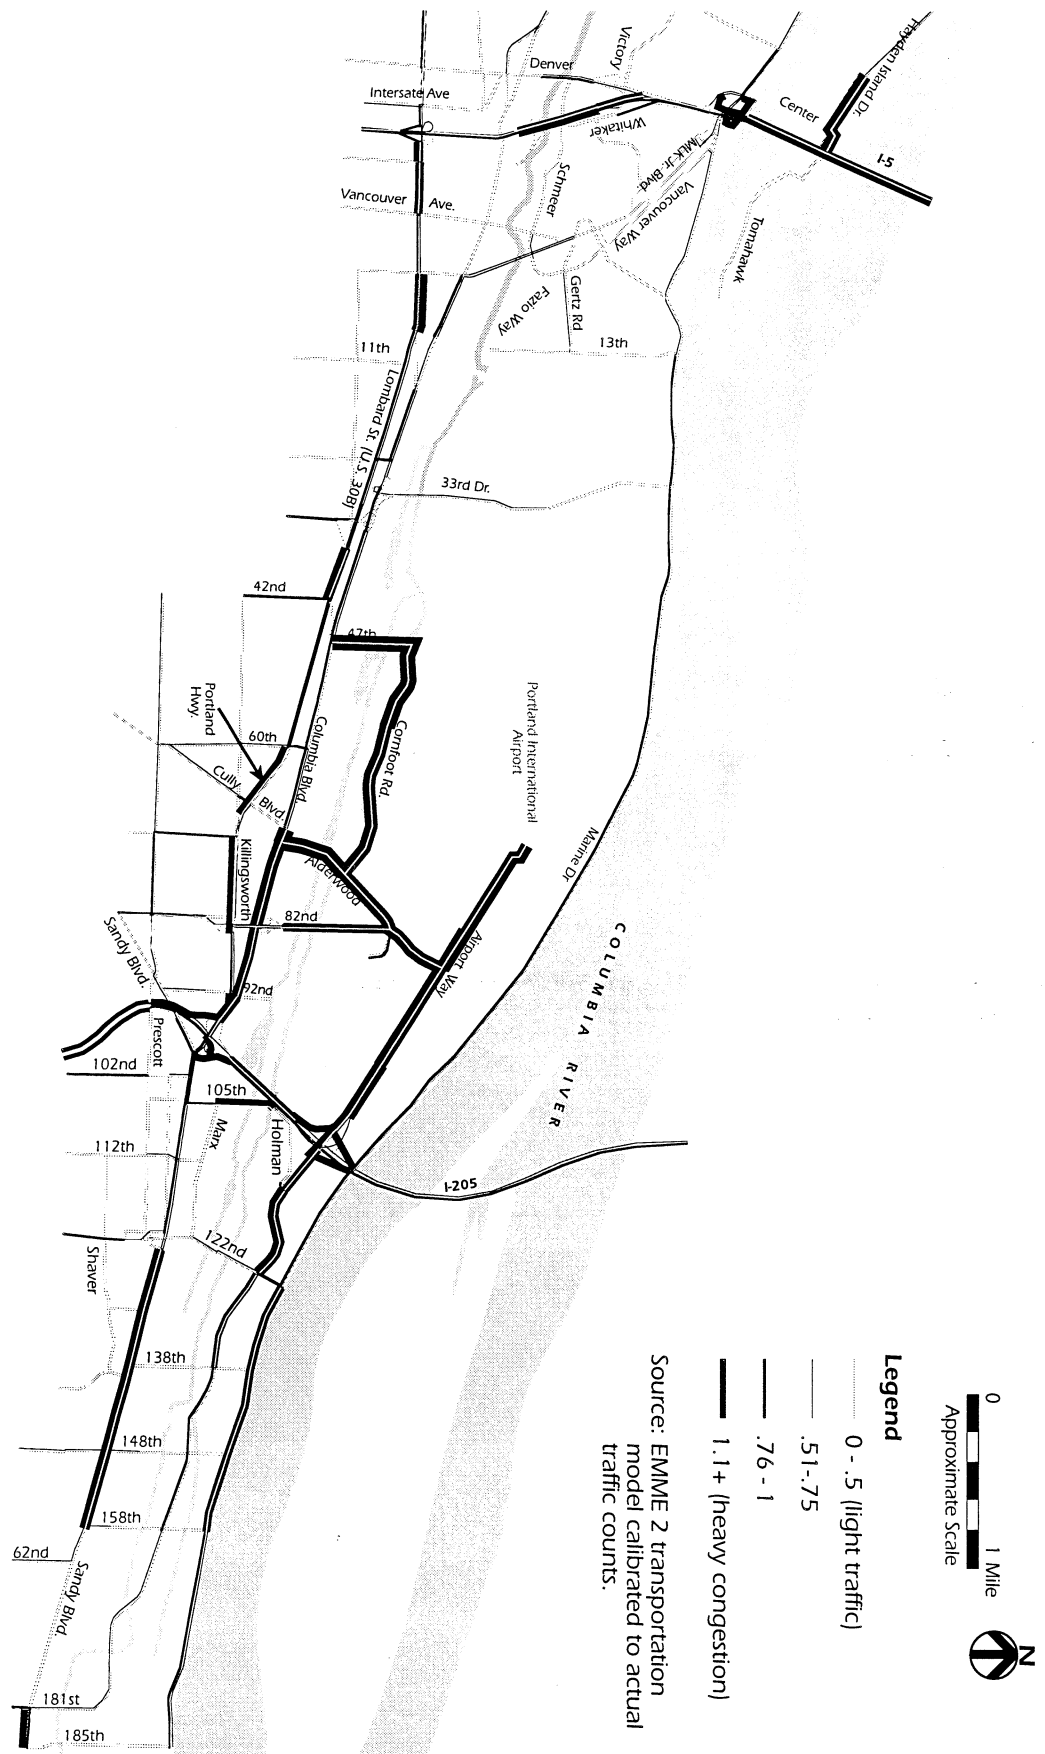 Hayden Island Dr.
Victory
Denver
Center
Intersate Ave
Whitaker
I-5
MLK Jr. Blvd.
Schmeer
Vancouver Ave.
Vancouver Way
Tomahawk
Gertz Rd
Fazio Way
11th
13th
Lombard St. (U.S. 30B)
33rd Dr.
42nd
47th
Portland
Hwy.
Portland International
Airport
60th
Columbia Blvd.
Cornfoot Rd.
Cully Blvd.
Marine Dr
Killingsworth
Alderwood
82nd
Sandy Blvd.
Airport Way
COLUMBIA RIVER
92nd
Prescott
102nd
105th
Marx
Holman
112th
I-205
122nd
Shaver
138th
148th
158th
62nd
Sandy Blvd.
181st
185th
Legend
0 - .5 (light traffic)
.51-.75
.76 - 1
1.1+ (heavy congestion)
Source: EMME 2 transportation
model calibrated to actual
traffic counts.
0 1 Mile
Approximate Scale
N